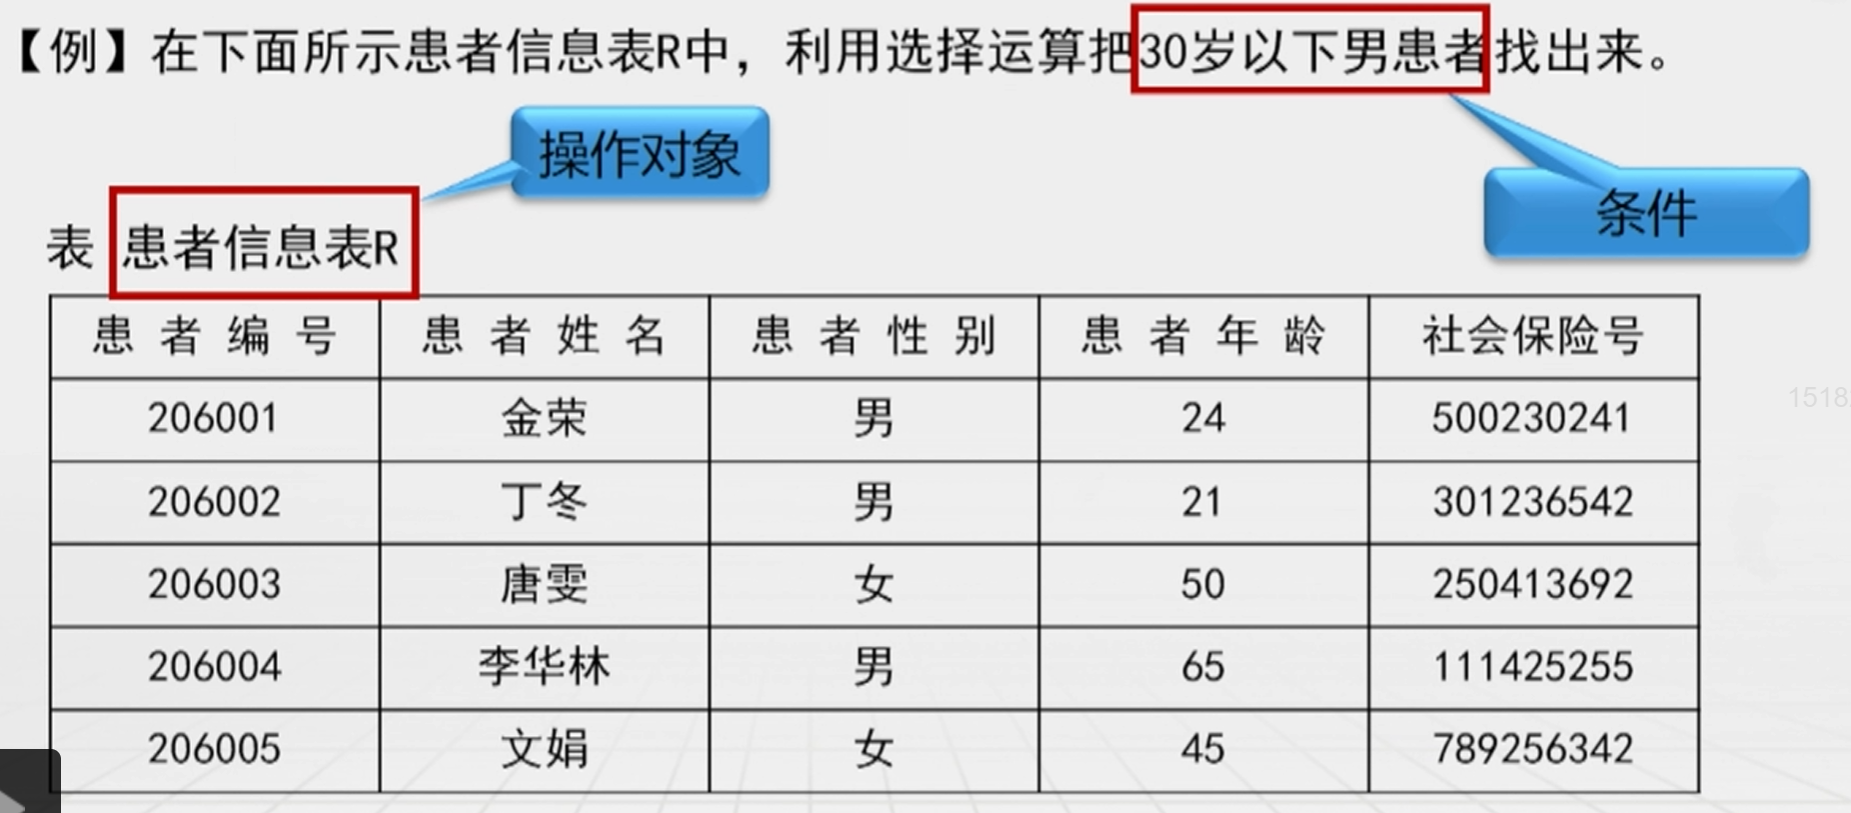 【例】在下面所示患者信息表R中，利用选择运算把30岁以下男患者找出来。
操作对象
条件
表 患者信息表R
患者编号 患者姓名 患者性别 患者年龄 社会保险号
206001 金荣 男 24 500230241
206002 丁冬 男 21 301236542
206003 唐雯 女 50 250413692
206004 李华林 男 65 111425255
206005 文娟 女 45 789256342
1518